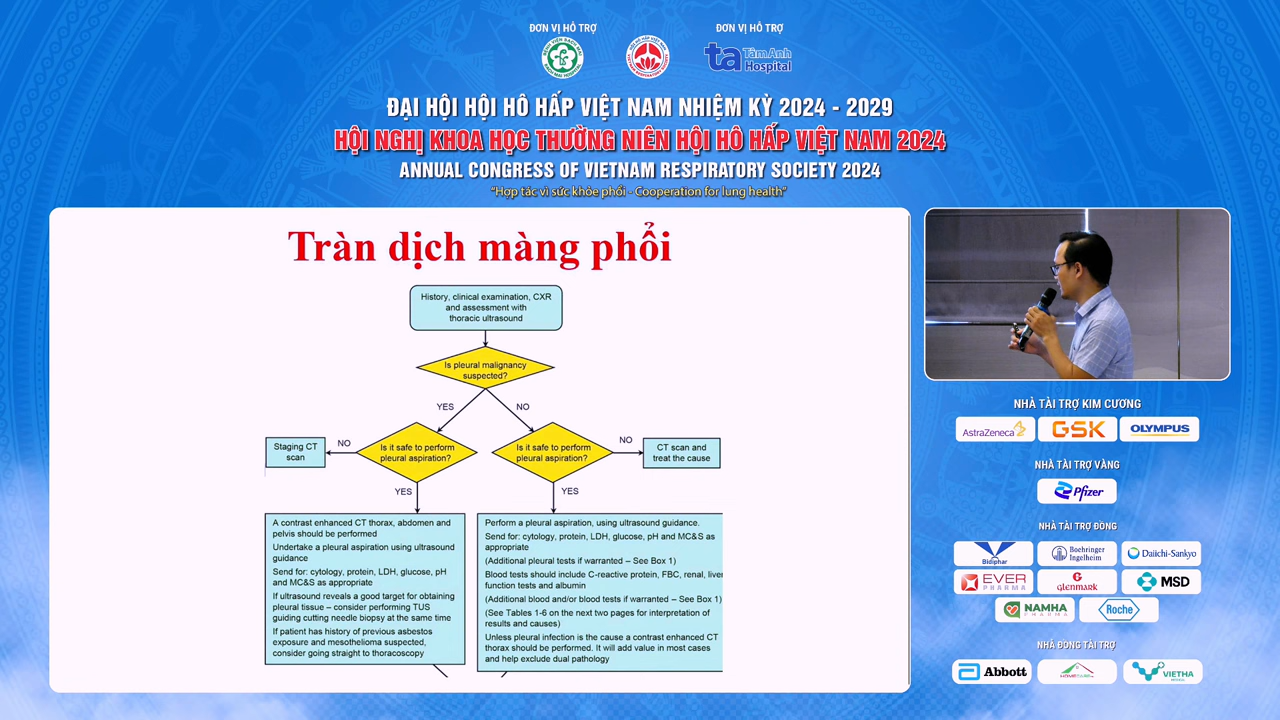 ĐƠN VỊ HỖ TRỢ
ĐƠN VỊ HỖ TRỢ
ta TâmAnh
Hospital
ĐẠI HỘI HỘI HÔ HẤP VIỆT NAM NHIỆM KỲ 2024 - 2029
HỘI NGHỊ KHOA HỌC THƯỜNG NIÊN HỘI HÔ HẤP VIỆT NAM 2024
ANNUAL CONGRESS OF VIETNAM RESPIRATORY SOCIETY 2024
"Hợp tác vì sức khỏe phổi - Cooperation for lung health"
Tràn dịch màng phổi
History, clinical examination, CXR
and assessment with
thoracic ultrasound
Is pleural malignancy
suspected?
YES
NO
Staging CT
scan
NO
Is it safe to perform
pleural aspiration?
Is it safe to perform
pleural aspiration?
NO
CT scan and
treat the cause
YES
YES
A contrast enhanced CT thorax, abdomen and
pelvis should be performed
Undertake a pleural aspiration using ultrasound
guidance
Send for: cytology, protein, LDH, glucose, pH
and MC&S as appropriate
If ultrasound reveals a good target for obtaining
pleural tissue – consider performing TUS
guiding cutting needle biopsy at the same time
If patient has history of previous asbestos
exposure and mesothelioma suspected,
consider going straight to thoracoscopy
Perform a pleural aspiration, using ultrasound guidance.
Send for: cytology, protein, LDH, glucose, pH and MC&S as
appropriate
(Additional pleural tests if warranted – See Box 1)
Blood tests should include C-reactive protein, FBC, renal, liver
function tests and albumin
(Additional blood and/or blood tests if warranted – See Box 1)
(See Tables 1-6 on the next two pages for interpretation of
results and causes)
Unless pleural infection is the cause a contrast enhanced CT
thorax should be performed. It will add value in most cases
and help exclude dual pathology
NHÀ TÀI TRỢ KIM CƯƠNG
AstraZeneca
GSK
OLYMPUS
NHÀ TÀI TRỢ VÀNG
Pfizer
NHÀ TÀI TRỢ ĐỒNG
Bidiphar
Boehringer
Ingelheim
Daiichi-Sankyo
EVER
PHARMA
glenmark
MSD
NAMHA
PHARMA
Roche
NHÀ ĐỒNG TÀI TRỢ
Abbott
VIETHA